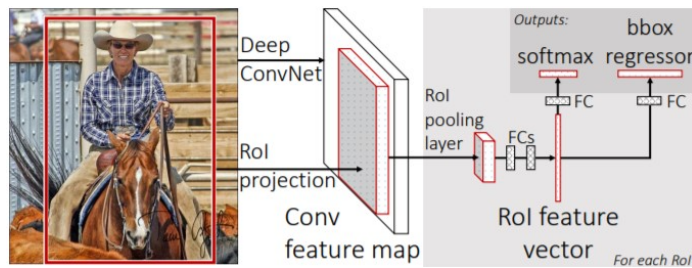 Deep
ConvNet
RoI
projection
Conv
feature map
RoI
pooling
layer
FCs
RoI feature
vector
For each RoI
Outputs:
softmax
bbox
regressor
FC
FC